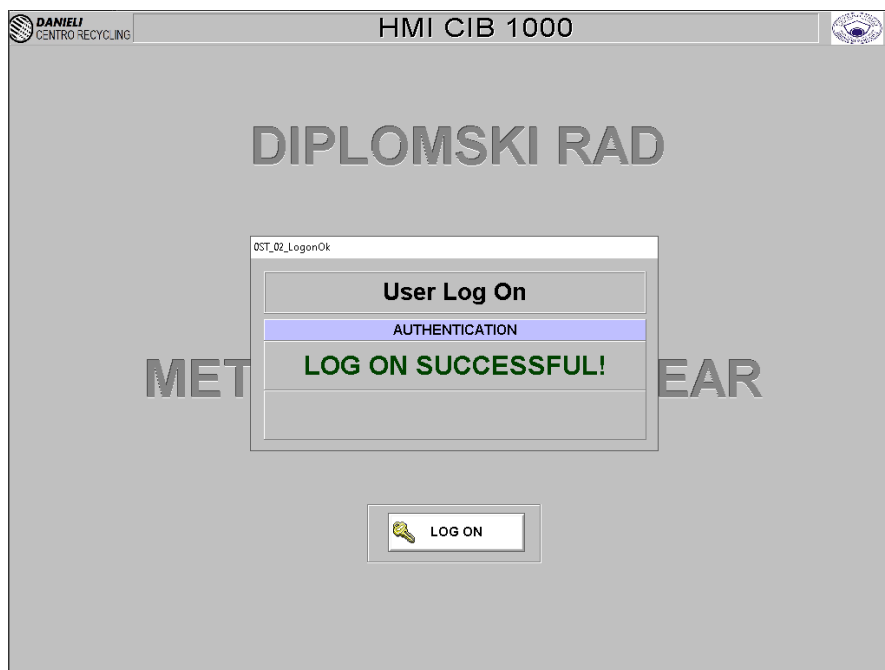 DANIELI
CENTRO RECYCLING
HMI CIB 1000
DIPLOMSKI RAD
OST_02_LogonOk
User Log On
AUTHENTICATION
LOG ON SUCCESSFUL!
MET EAR
LOG ON